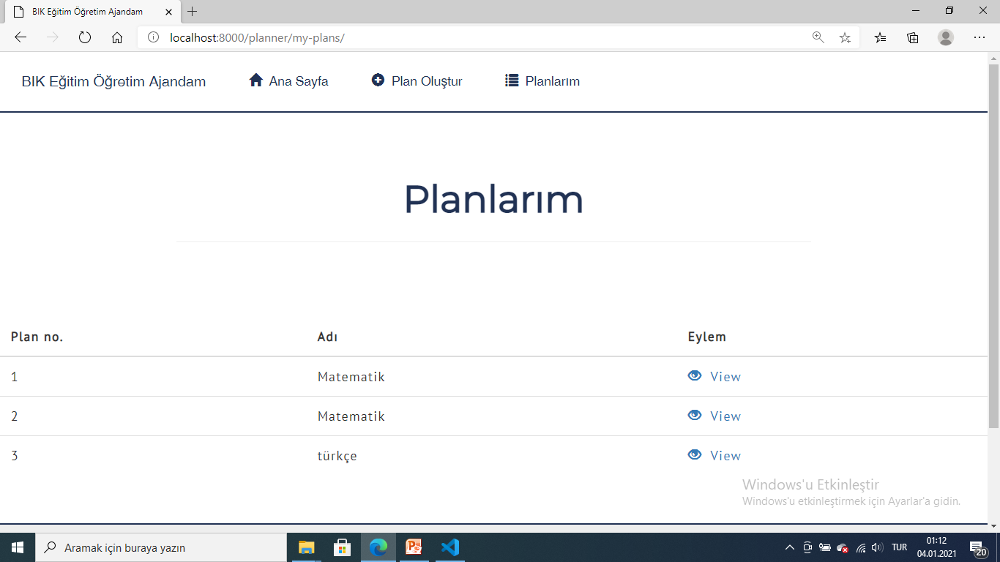 BIK Eğitim Öğretim Ajandam
localhost:8000/planner/my-plans/
BIK Eğitim Öğretim Ajandam Ana Sayfa Plan Oluştur Planlarım
Planlarım
Plan no. Adı Eylem
1 Matematik View
2 Matematik View
3 türkçe View
Windows'u Etkinleştir
Windows'u etkinleştirmek için Ayarlar'a gidin.
Aramak için buraya yazın TUR 01:12
04.01.2021 20